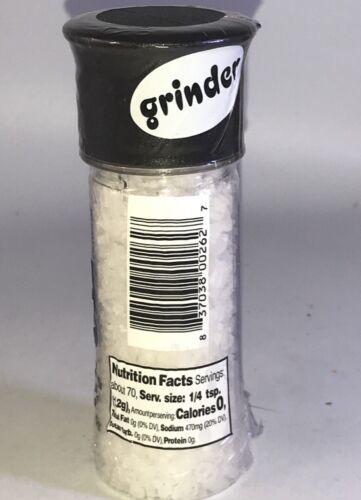 grinder
8 37038 00262 7
Nutrition Facts Servings:
about 70, Serv. size: 1/4 tsp.
(1.2g), Amount per serving: Calories 0,
Total Fat 0g (0% DV), Sodium 470mg (20% DV),
Total Carb. 0g (0% DV), Protein 0g.